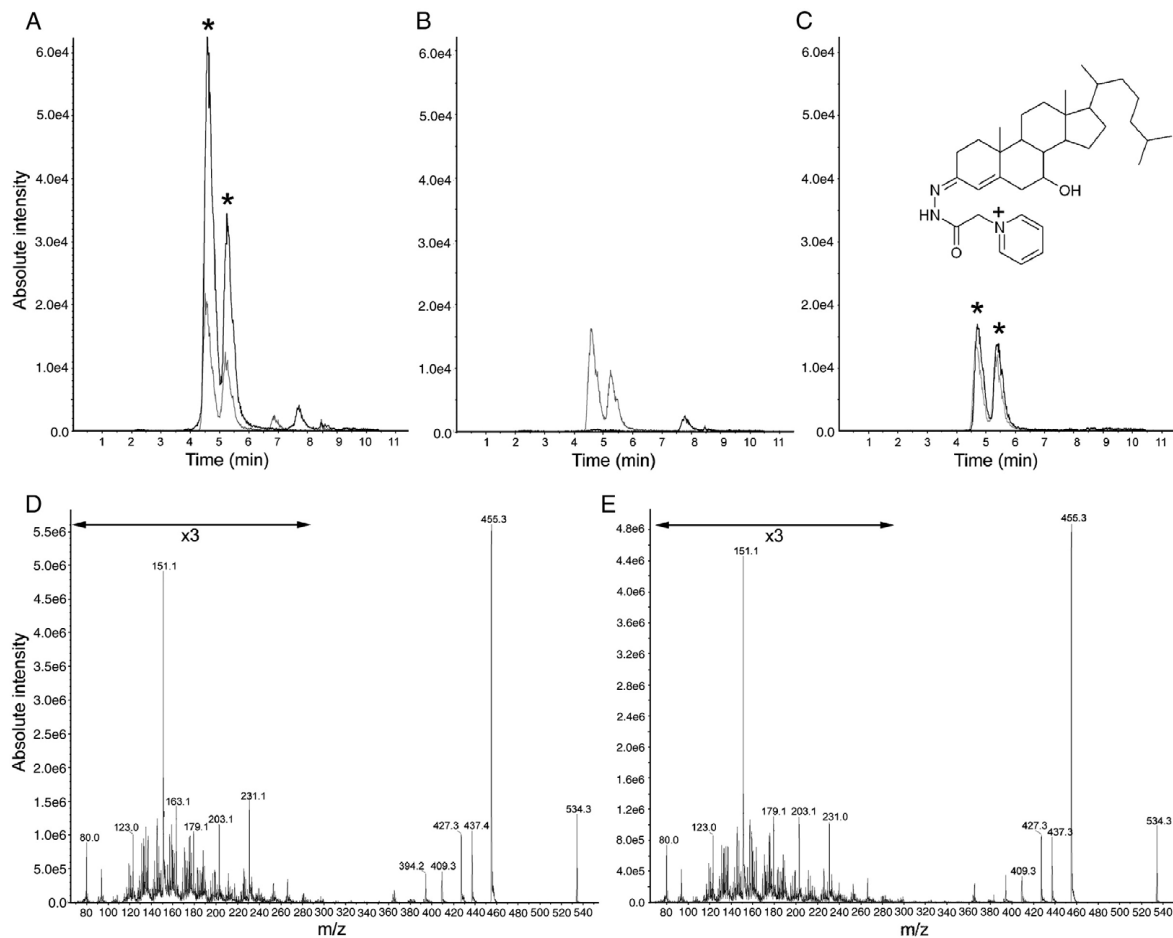 A
B
C
*
*
*
*
6.0e4
5.0e4
4.0e4
3.0e4
2.0e4
1.0e4
0.0
Absolute intensity
1 2 3 4 5 6 7 8 9 10 11
Time (min)
6.0e4
5.0e4
4.0e4
3.0e4
2.0e4
1.0e4
0.0
1 2 3 4 5 6 7 8 9 10 11
Time (min)
6.0e4
5.0e4
4.0e4
3.0e4
2.0e4
1.0e4
0.0
1 2 3 4 5 6 7 8 9 10 11
Time (min)
N
N
HN
O
+
N
OH
D
x3
5.5e6
5.0e6
4.5e6
4.0e6
3.5e6
3.0e6
2.5e6
2.0e6
1.5e6
1.0e6
5.0e5
0.0
Absolute intensity
80.0
123.0
151.1
163.1
179.1
203.1
231.1
394.2
409.3
427.3
437.4
455.3
534.3
80 100 120 140 160 180 200 220 240 260 280 300 320 340 360 380 400 420 440 460 480 500 520 540
m/z
E
x3
4.8e6
4.4e6
4.0e6
3.6e6
3.2e6
2.8e6
2.4e6
2.0e6
1.6e6
1.2e6
8.0e5
4.0e5
0.0
Absolute intensity
80.0
123.0
151.1
179.1
203.1
231.0
409.3
427.3
437.3
455.3
534.3
80 100 120 140 160 180 200 220 240 260 280 300 320 340 360 380 400 420 440 460 480 500 520 540
m/z